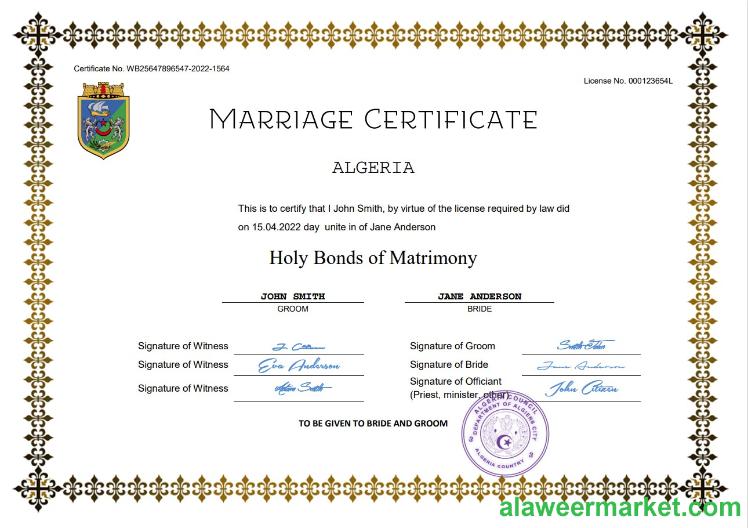 Certificate No. WB25647896547-2022-1564
License No. 000123654L
MARRIAGE CERTIFICATE
ALGERIA
This is to certify that I John Smith, by virtue of the license required by law did
on 15.04.2022 day unite in of Jane Anderson
Holy Bonds of Matrimony
JOHN SMITH
GROOM
JANE ANDERSON
BRIDE
Signature of Witness
Signature of Witness Eva Anderson
Signature of Witness Adam Smith
Signature of Groom Smith John
Signature of Bride Jane Anderson
Signature of Officiant
(Priest, minister, other) John Citizen
TO BE GIVEN TO BRIDE AND GROOM
ALGERIA COUNCIL
DEPARTMENT OF ALGIERS CITY
ALGERIA COUNTRY
alaweermarket.com